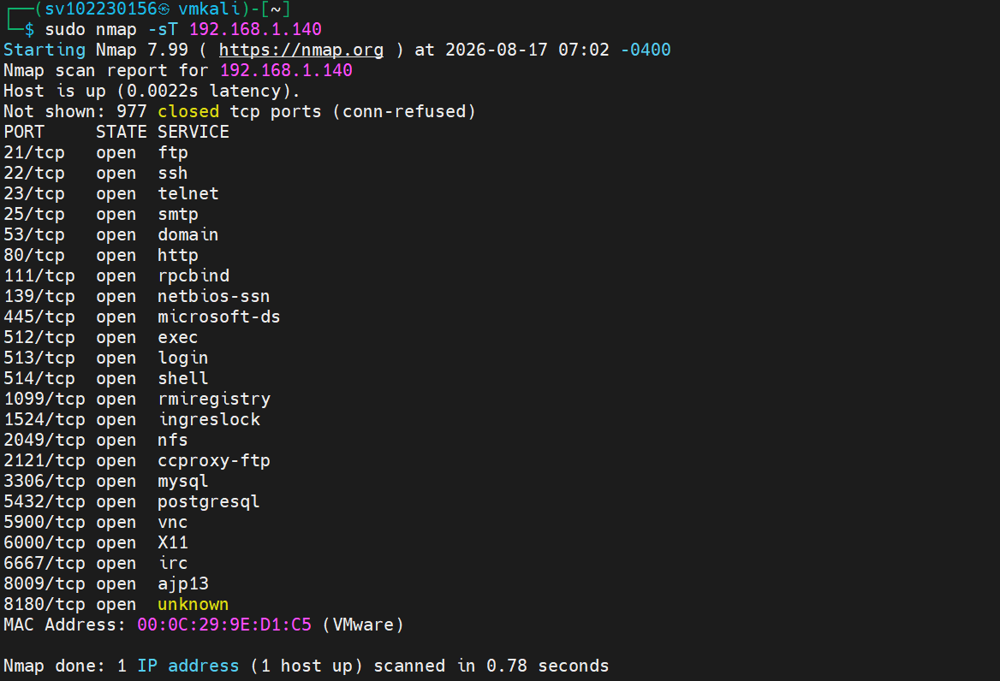 ┌──(sv102230156㉿ vmkali)-[~]
└─$ sudo nmap -sT 192.168.1.140
Starting Nmap 7.99 ( https://nmap.org ) at 2026-08-17 07:02 -0400
Nmap scan report for 192.168.1.140
Host is up (0.0022s latency).
Not shown: 977 closed tcp ports (conn-refused)
PORT     STATE SERVICE
21/tcp   open  ftp
22/tcp   open  ssh
23/tcp   open  telnet
25/tcp   open  smtp
53/tcp   open  domain
80/tcp   open  http
111/tcp  open  rpcbind
139/tcp  open  netbios-ssn
445/tcp  open  microsoft-ds
512/tcp  open  exec
513/tcp  open  login
514/tcp  open  shell
1099/tcp open  rmiregistry
1524/tcp open  ingreslock
2049/tcp open  nfs
2121/tcp open  ccproxy-ftp
3306/tcp open  mysql
5432/tcp open  postgresql
5900/tcp open  vnc
6000/tcp open  X11
6667/tcp open  irc
8009/tcp open  ajp13
8180/tcp open  unknown
MAC Address: 00:0C:29:9E:D1:C5 (VMware)
Nmap done: 1 IP address (1 host up) scanned in 0.78 seconds